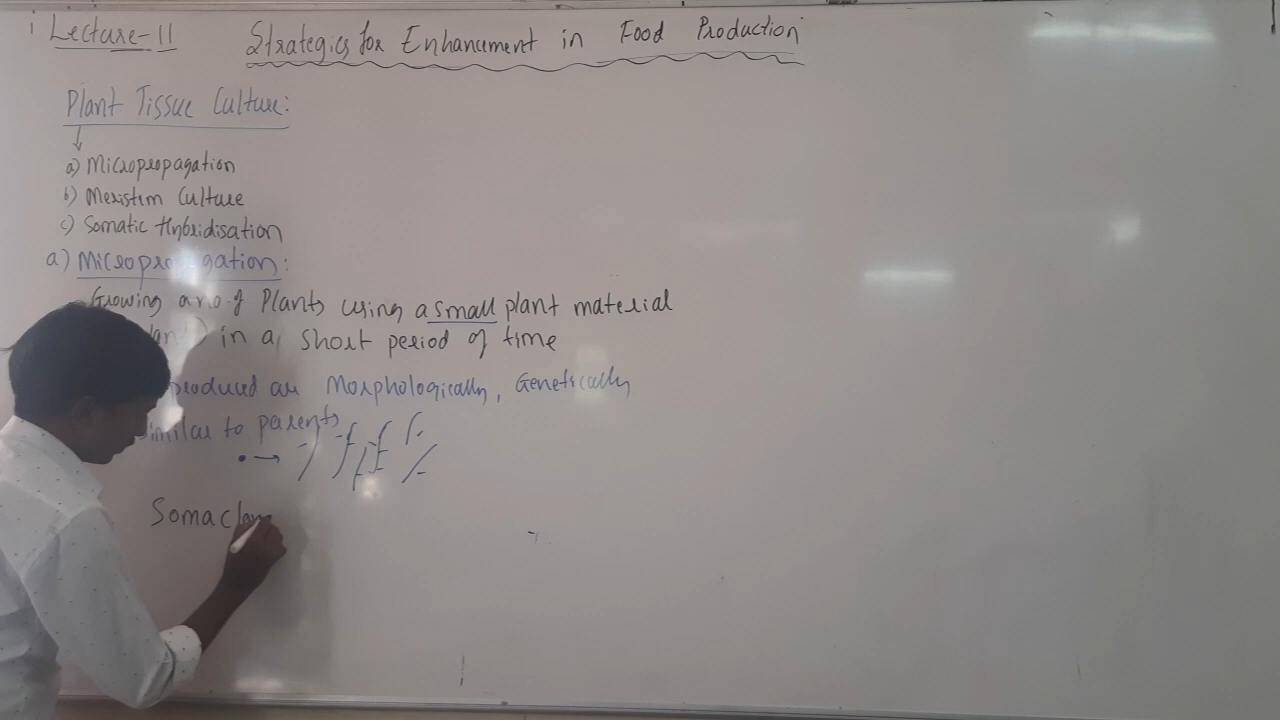 Lecture-11
Strategies for Enhancement in Food Production
Plant Tissue Culture:
a) Micropropagation
b) Meristem Culture
c) Somatic Hybridisation
a) Micropropagation:
Growing a no. of Plants using a small plant material
in a short period of time
produced are Morphologically, Genetically
similar to parents
Somaclon